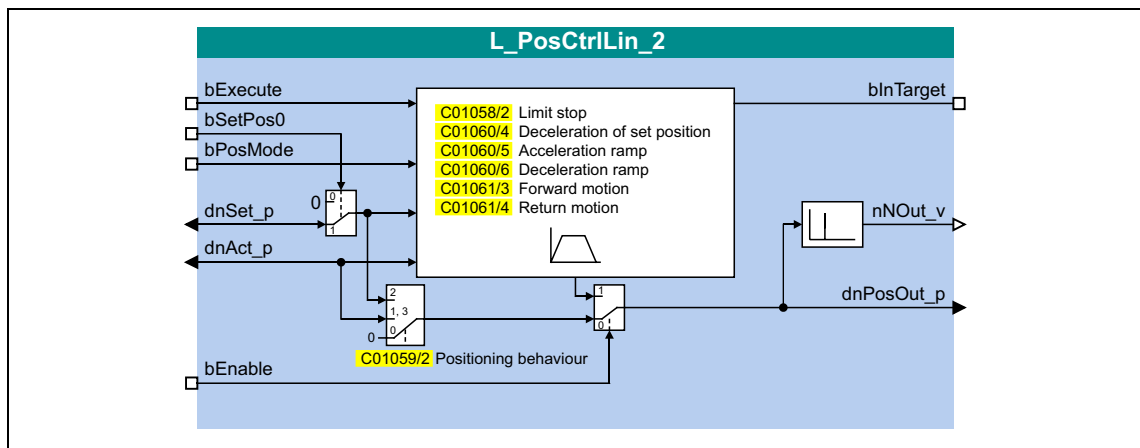 L_PosCtrlLin_2
bExecute
bInTarget
bSetPos0
bPosMode
C01058/2 Limit stop
C01060/4 Deceleration of set position
C01060/5 Acceleration ramp
C01060/6 Deceleration ramp
C01061/3 Forward motion
C01061/4 Return motion
0
0
1
dnSet_p
nNOut_v
dnAct_p
2
1, 3
0
0
1
0
dnPosOut_p
C01059/2 Positioning behaviour
bEnable